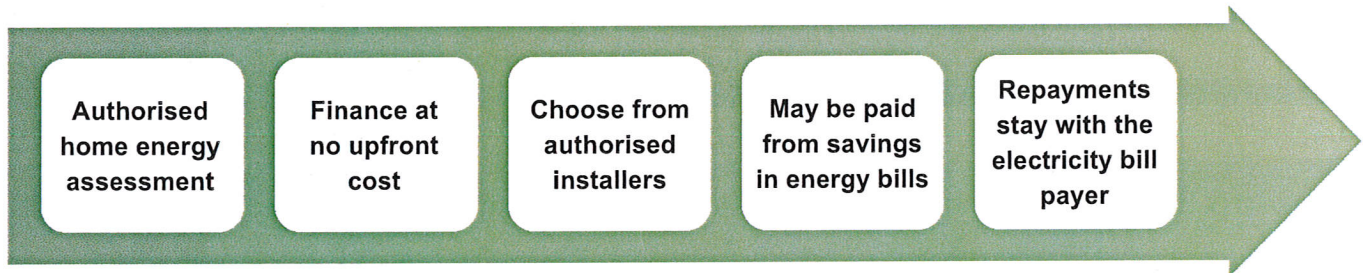 Authorised
home energy
assessment
Finance at
no upfront
cost
Choose from
authorised
installers
May be paid
from savings
in energy bills
Repayments
stay with the
electricity bill
payer